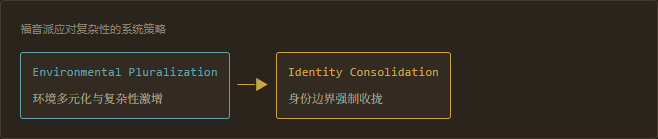 福音派应对复杂性的系统策略
Environmental Pluralization
环境多元化与复杂性激增
Identity Consolidation
身份边界强制收拢